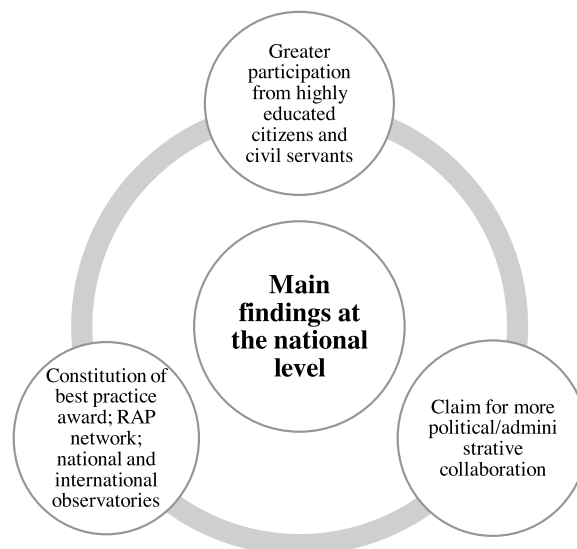 Greater
participation
from highly
educated
citizens and
civil servants
Main
findings at
the national
level
Constitution of
best practice
award; RAP
network;
national and
international
observatories
Claim for more
political/admini
strative
collaboration